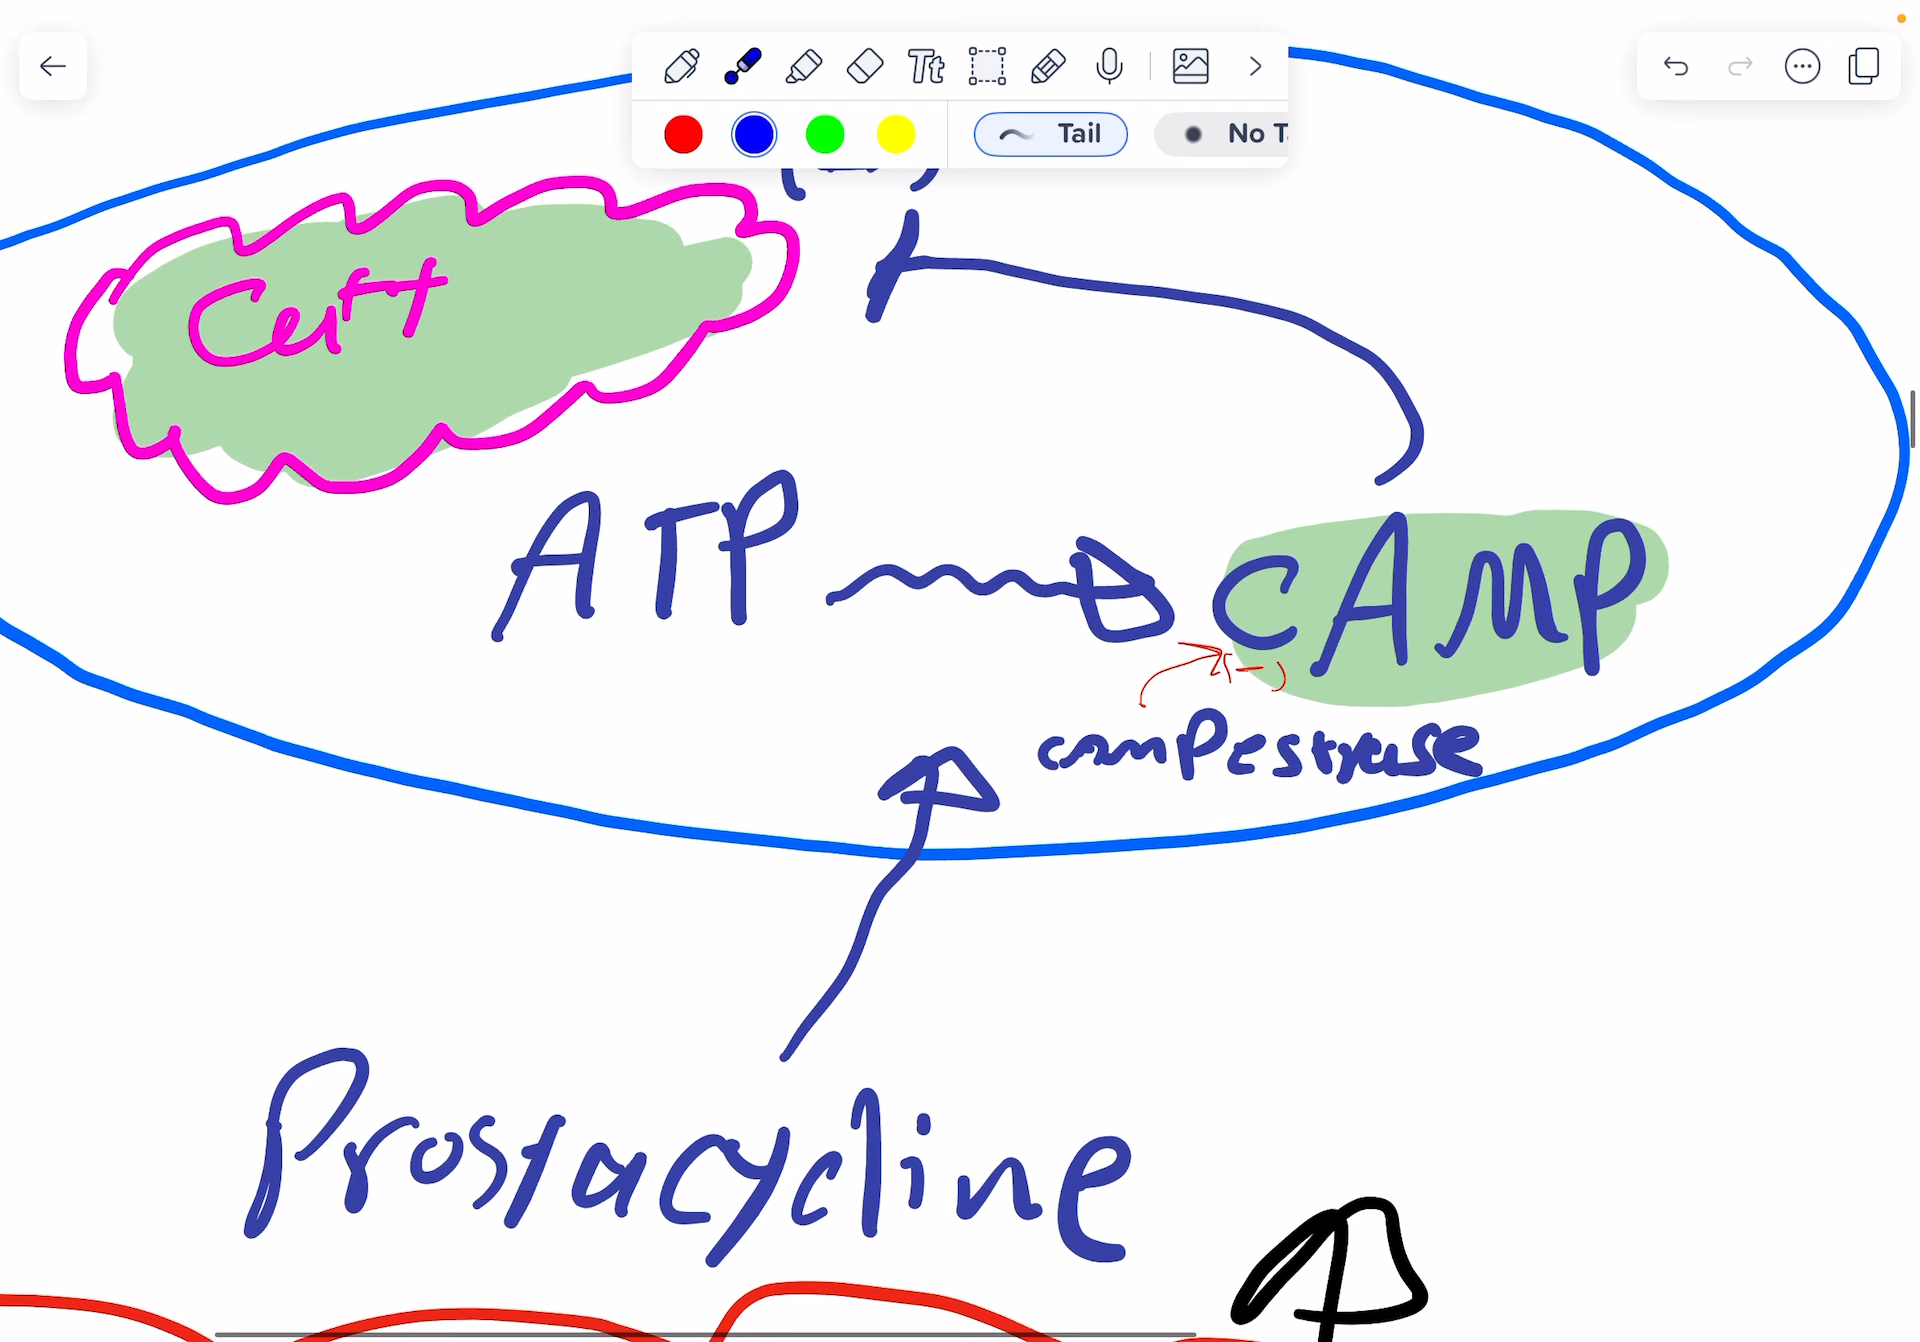 Tail No T
(-)
Ca++
ATP
cAMP
(-)
camPestrase
Prostacycline